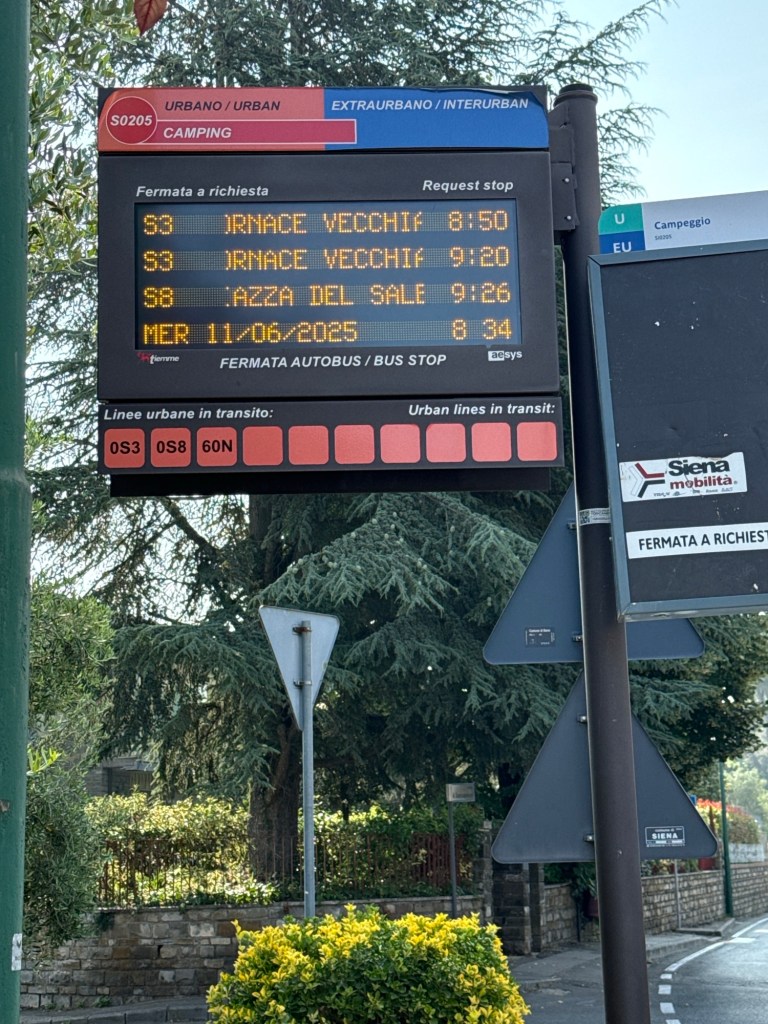 URBANO / URBAN
EXTRAURBANO / INTERURBAN
S0205
CAMPING
Fermata a richiesta
Request stop
S3 ORNACE VECCHIA 8:50
S3 ORNACE VECCHIA 9:20
S8 AZZA DEL SALE 9:26
MER 11/06/2025 8 34
tiemme
FERMATA AUTOBUS / BUS STOP
aesys
Linee urbane in transito:
Urban lines in transit:
0S3 0S8 60N
U
Campeggio
EU
S0205
Siena
mobilità
FERMATA A RICHIEST
SIENA